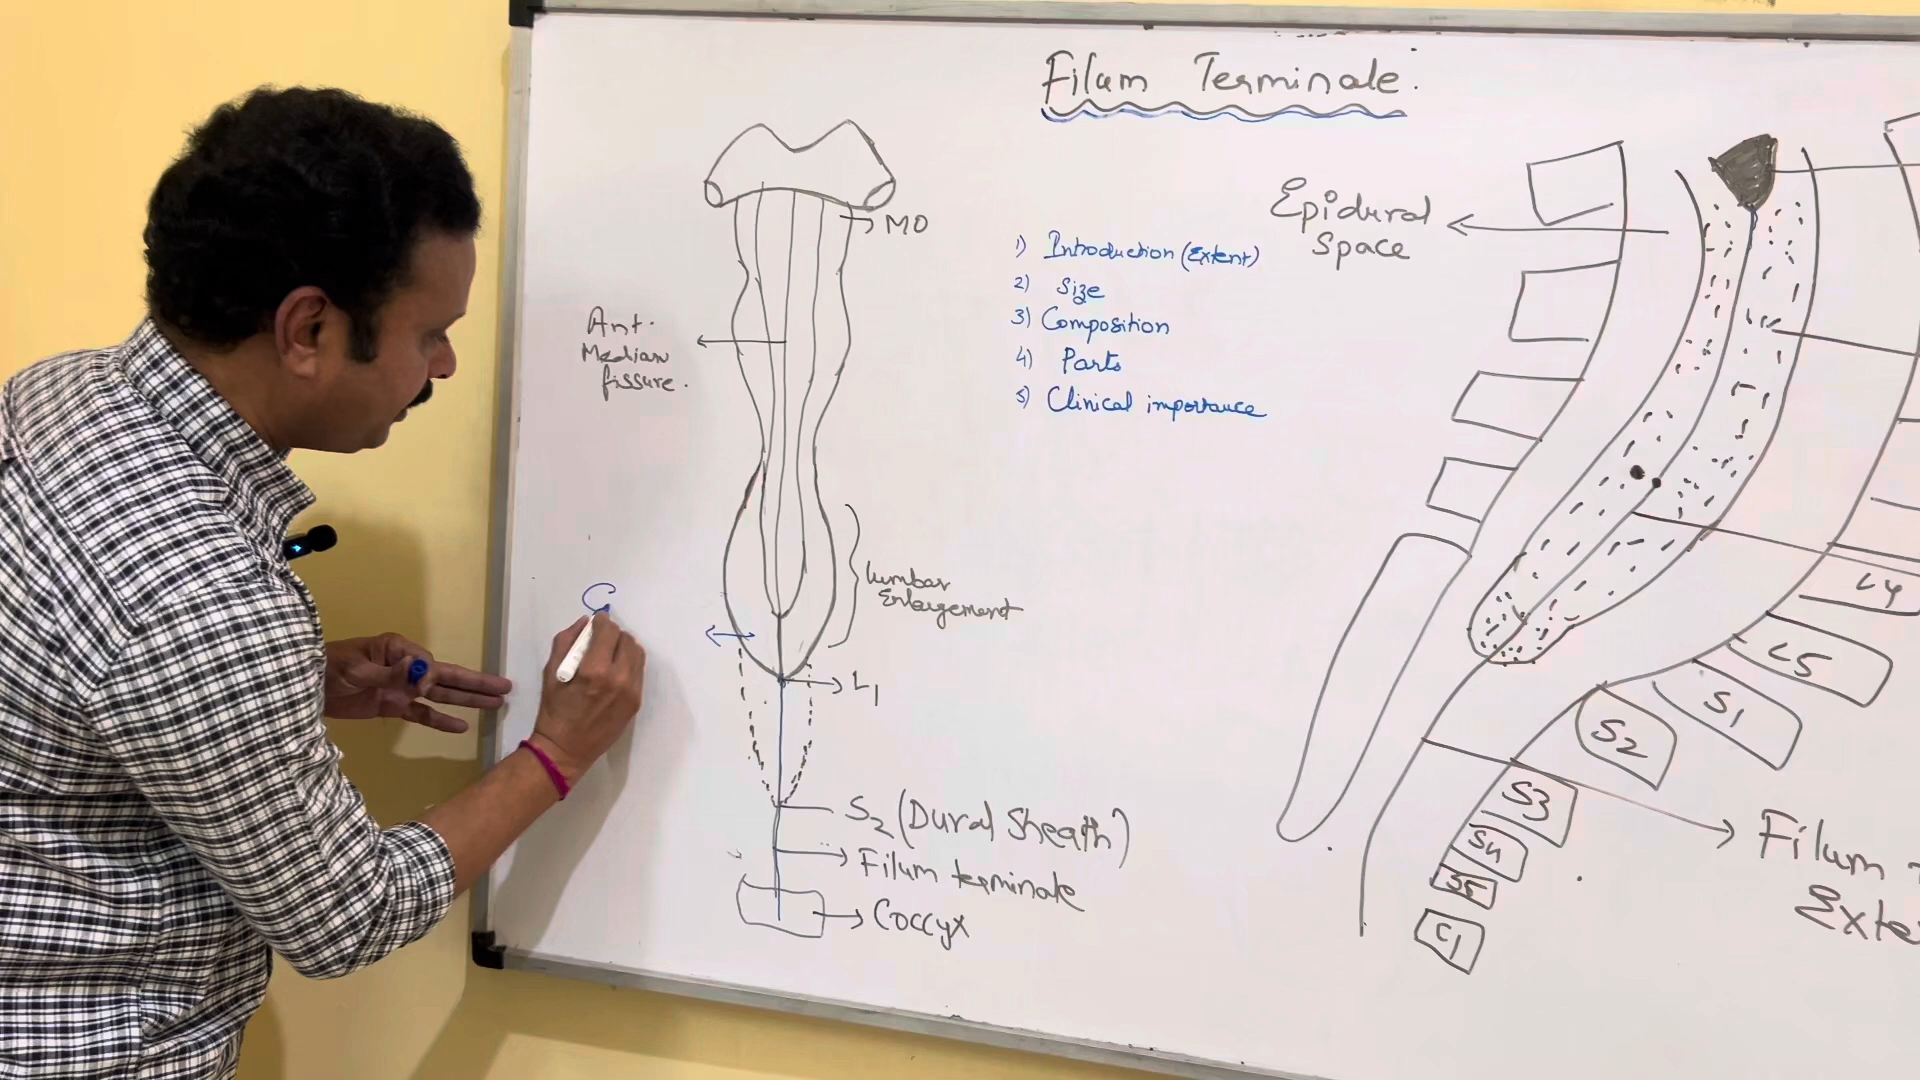 Filum Terminale.
MO
Ant.
Median
fissure.
1) Introduction (Extent)
2) Size
3) Composition
4) Parts
5) Clinical importance
Epidural
Space
Lumbar
Enlargement
C
L1
S2 (Dural Sheath)
Filum terminale
Coccyx
L4
L5
S1
S2
S3
S4
S5
C1
Filum
Exte